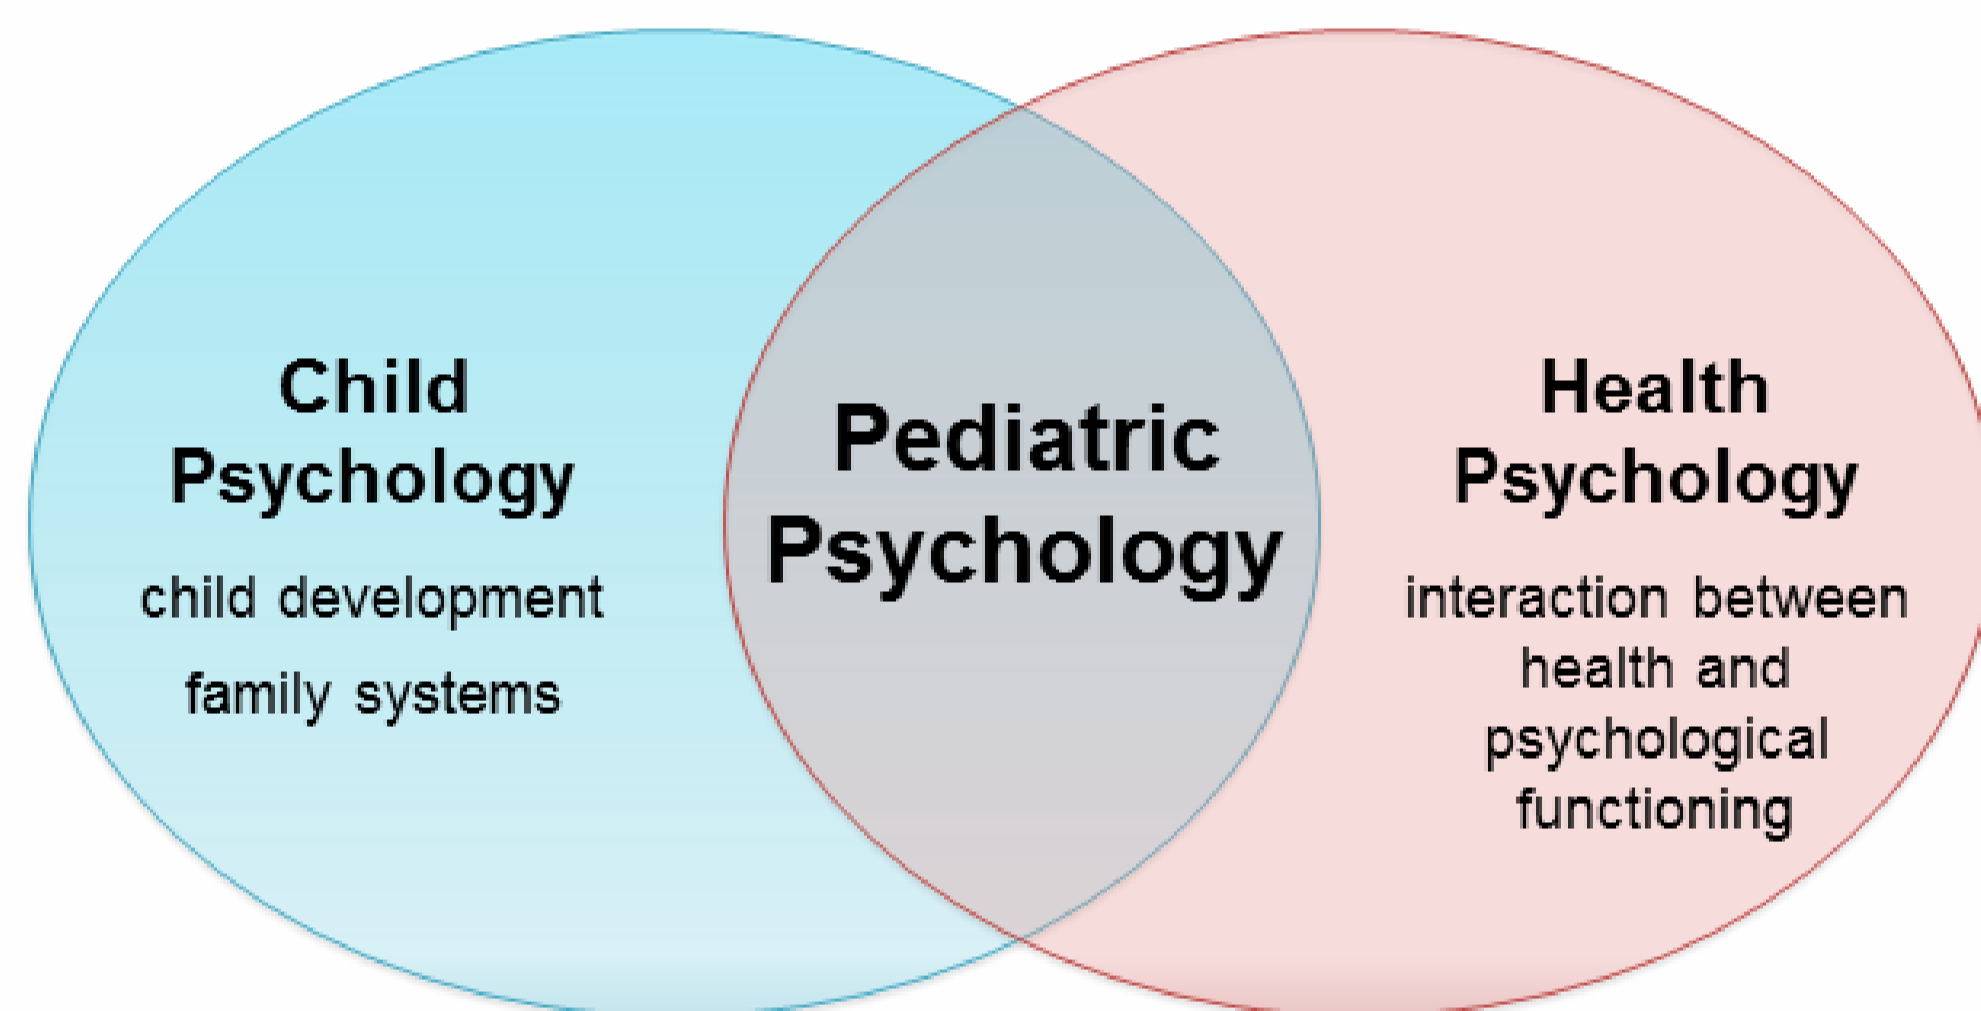 Child
Psychology
child development
family systems
Pediatric
Psychology
Health
Psychology
interaction between
health and
psychological
functioning